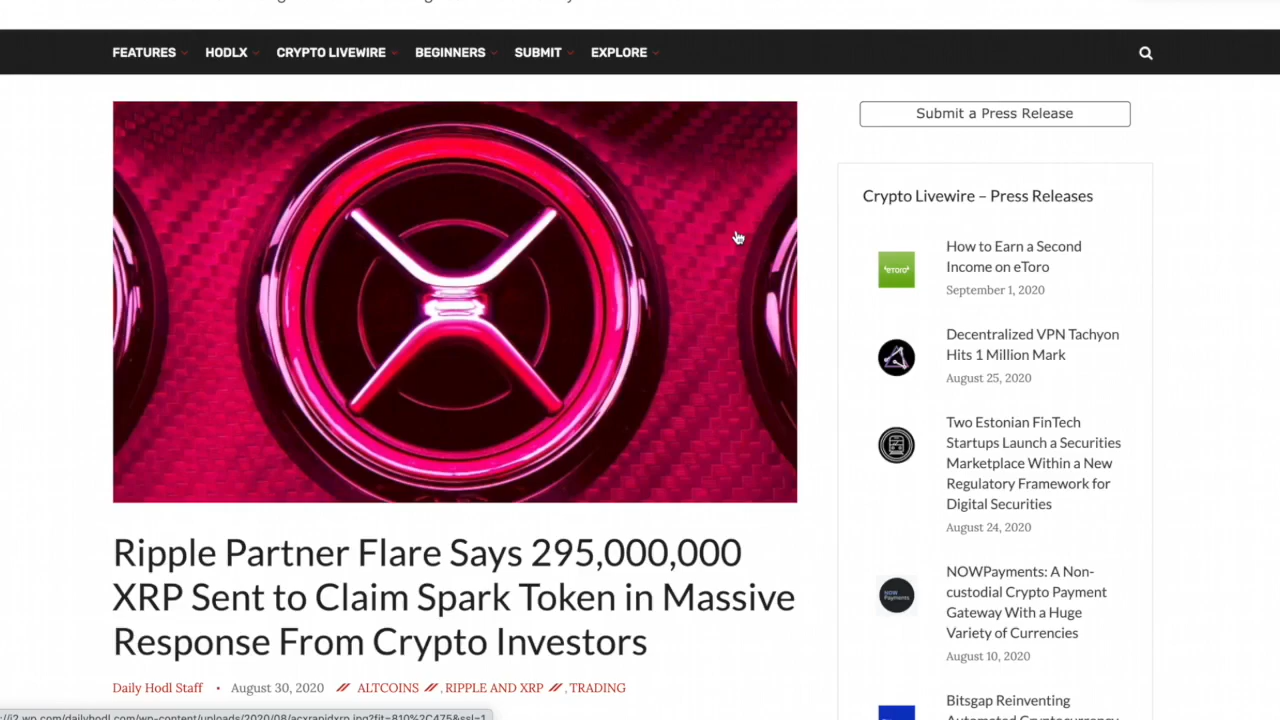 FEATURES HODLX CRYPTO LIVEWIRE BEGINNERS SUBMIT EXPLORE
Submit a Press Release
Crypto Livewire – Press Releases
eToro
How to Earn a Second
Income on eToro
September 1, 2020
Decentralized VPN Tachyon
Hits 1 Million Mark
August 25, 2020
Two Estonian FinTech
Startups Launch a Securities
Marketplace Within a New
Regulatory Framework for
Digital Securities
August 24, 2020
NOW
Payments
NOWPayments: A Non-
custodial Crypto Payment
Gateway With a Huge
Variety of Currencies
August 10, 2020
Bitsgap Reinventing
Automated Cryptocurrency
Ripple Partner Flare Says 295,000,000
XRP Sent to Claim Spark Token in Massive
Response From Crypto Investors
Daily Hodl Staff • August 30, 2020 // ALTCOINS //, RIPPLE AND XRP //, TRADING